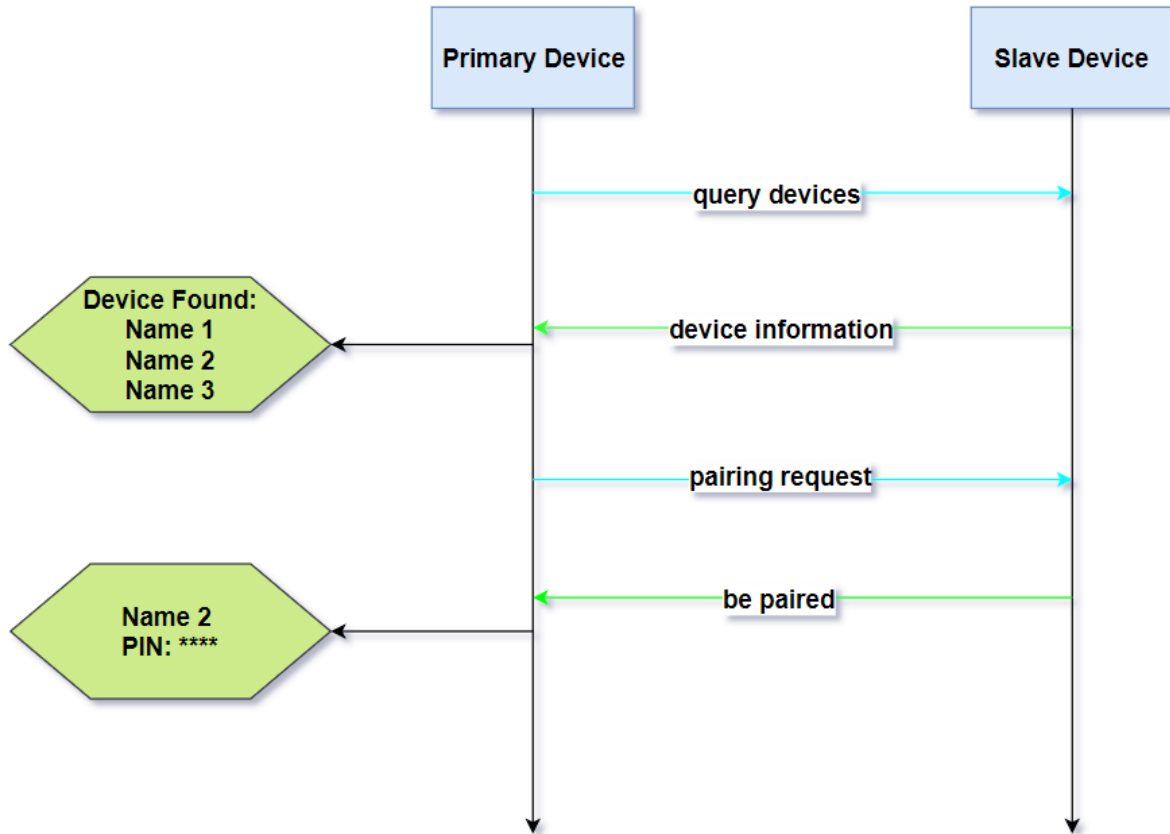 Primary Device
Slave Device
query devices
Device Found:
Name 1
Name 2
Name 3
device information
pairing request
be paired
Name 2
PIN: ****